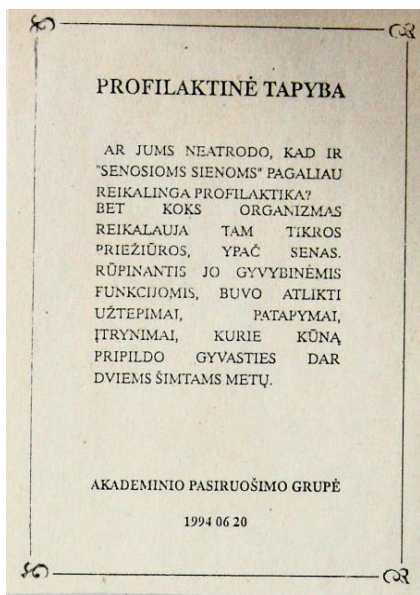 PROFILAKTINĖ TAPYBA
AR JUMS NEATRODO, KAD IR
"SENOSIOMS SIENOMS" PAGALIAU
REIKALINGA PROFILAKTIKA?
BET KOKS ORGANIZMAS
REIKALAUJA TAM TIKROS
PRIEŽIŪROS, YPAČ SENAS.
RŪPINANTIS JO GYVYBINĖMIS
FUNKCIJOMIS, BUVO ATLIKTI
UŽTEPIMAI, PATAPYMAI,
ĮTRYNIMAI, KURIE KŪNĄ
PRIPILDO GYVASTIES DAR
DVIEMS ŠIMTAMS METŲ.
AKADEMINIO PASIRUOŠIMO GRUPĖ
1994 06 20